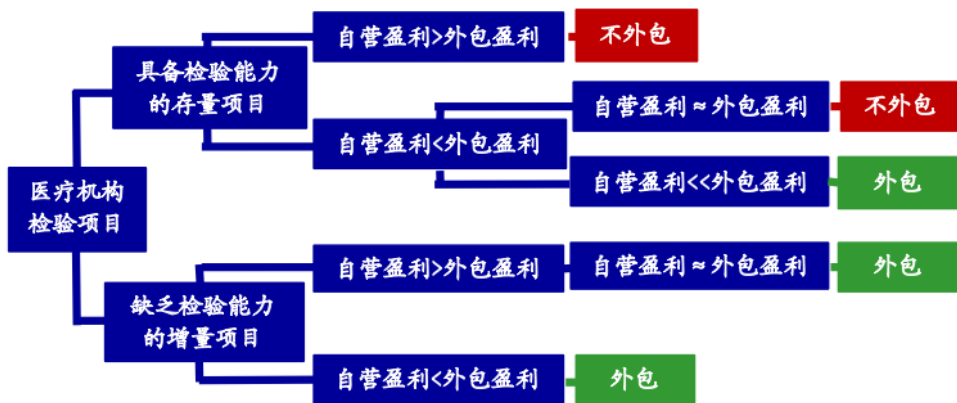 自营盈利>外包盈利
不外包
具备检验能力
的存量项目
自营盈利≈外包盈利
不外包
自营盈利<外包盈利
自营盈利<<外包盈利
外包
医疗机构
检验项目
自营盈利>外包盈利
自营盈利≈外包盈利
外包
缺乏检验能力
的增量项目
自营盈利<外包盈利
外包